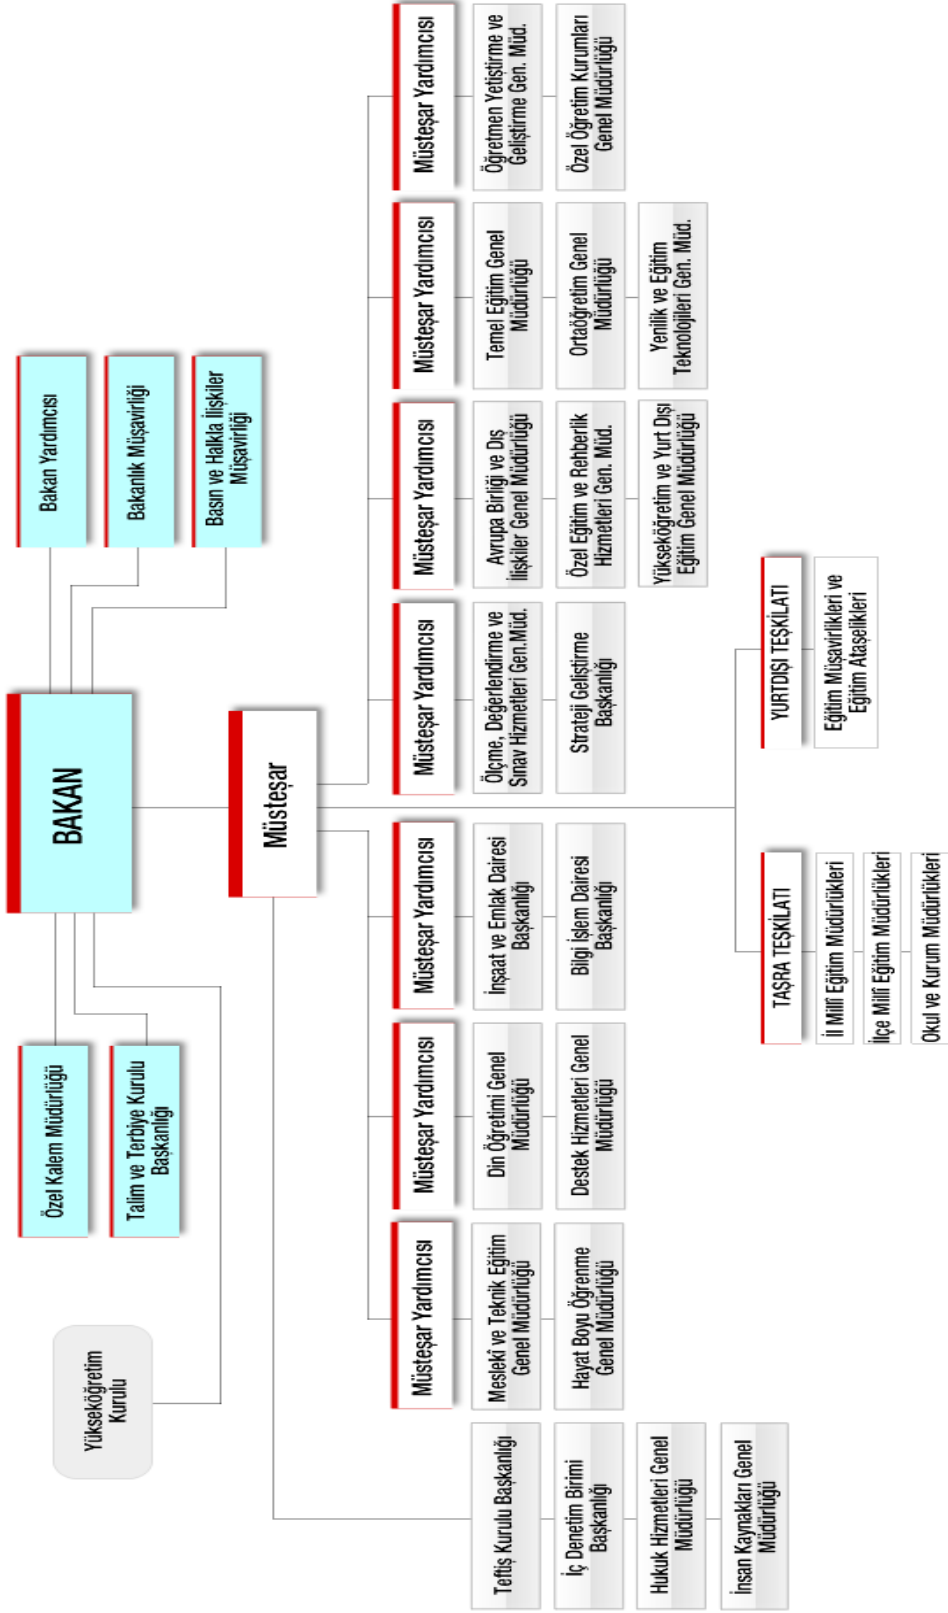 Yükseköğretim
Kurulu
Özel Kalem Müdürlüğü
Talim ve Terbiye Kurulu
Başkanlığı
BAKAN
Bakan Yardımcısı
Bakanlık Müşavirliği
Basın ve Halkla İlişkiler
Müşavirliği
Müsteşar
Teftiş Kurulu Başkanlığı
İç Denetim Birimi
Başkanlığı
Hukuk Hizmetleri Genel
Müdürlüğü
İnsan Kaynakları Genel
Müdürlüğü
Müsteşar Yardımcısı
Meslekî ve Teknik Eğitim
Genel Müdürlüğü
Hayat Boyu Öğrenme
Genel Müdürlüğü
Müsteşar Yardımcısı
Din Öğretimi Genel
Müdürlüğü
Destek Hizmetleri Genel
Müdürlüğü
Müsteşar Yardımcısı
İnşaat ve Emlak Dairesi
Başkanlığı
Bilgi İşlem Dairesi
Başkanlığı
Müsteşar Yardımcısı
Ölçme, Değerlendirme ve
Sınav Hizmetleri Gen.Müd.
Strateji Geliştirme
Başkanlığı
Müsteşar Yardımcısı
Avrupa Birliği ve Dış
İlişkiler Genel Müdürlüğü
Özel Eğitim ve Rehberlik
Hizmetleri Gen. Müd.
Yükseköğretim ve Yurt Dışı
Eğitim Genel Müdürlüğü
Müsteşar Yardımcısı
Temel Eğitim Genel
Müdürlüğü
Ortaöğretim Genel
Müdürlüğü
Yenilik ve Eğitim
Teknolojileri Gen. Müd.
Müsteşar Yardımcısı
Öğretmen Yetiştirme ve
Geliştirme Gen. Müd.
Özel Öğretim Kurumları
Genel Müdürlüğü
TAŞRA TEŞKİLATI
İl Millî Eğitim Müdürlükleri
İlçe Millî Eğitim Müdürlükleri
Okul ve Kurum Müdürlükleri
YURTDIŞI TEŞKİLATI
Eğitim Müşavirlikleri ve
Eğitim Ataşelikleri